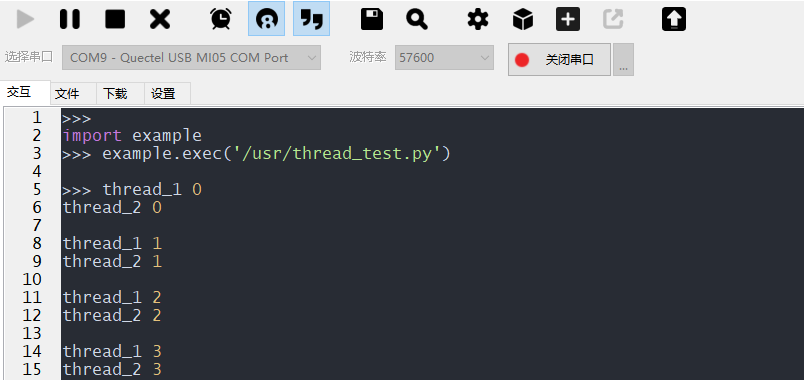 选择串口 COM9 - Quectel USB MI05 COM Port 波特率 57600 关闭串口 ...
交互 文件 下载 设置
1 >>>
2 import example
3 >>> example.exec('/usr/thread_test.py')
4
5 >>> thread_1 0
6 thread_2 0
7
8 thread_1 1
9 thread_2 1
10
11 thread_1 2
12 thread_2 2
13
14 thread_1 3
15 thread_2 3